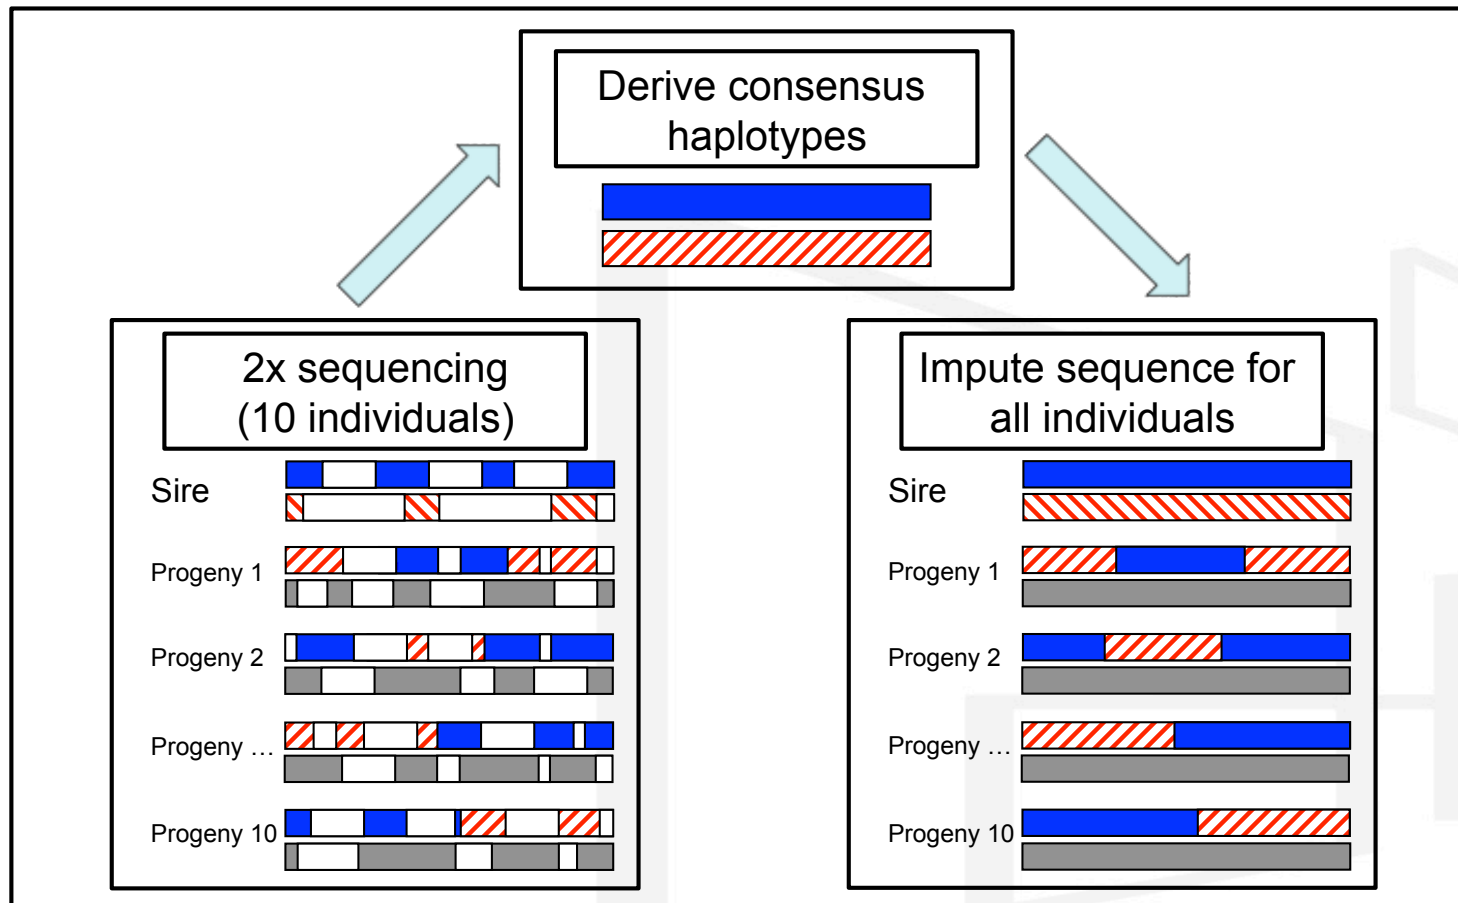 Derive consensus
haplotypes
2x sequencing
(10 individuals)
Sire
Progeny 1
Progeny 2
Progeny …
Progeny 10
Impute sequence for
all individuals
Sire
Progeny 1
Progeny 2
Progeny …
Progeny 10